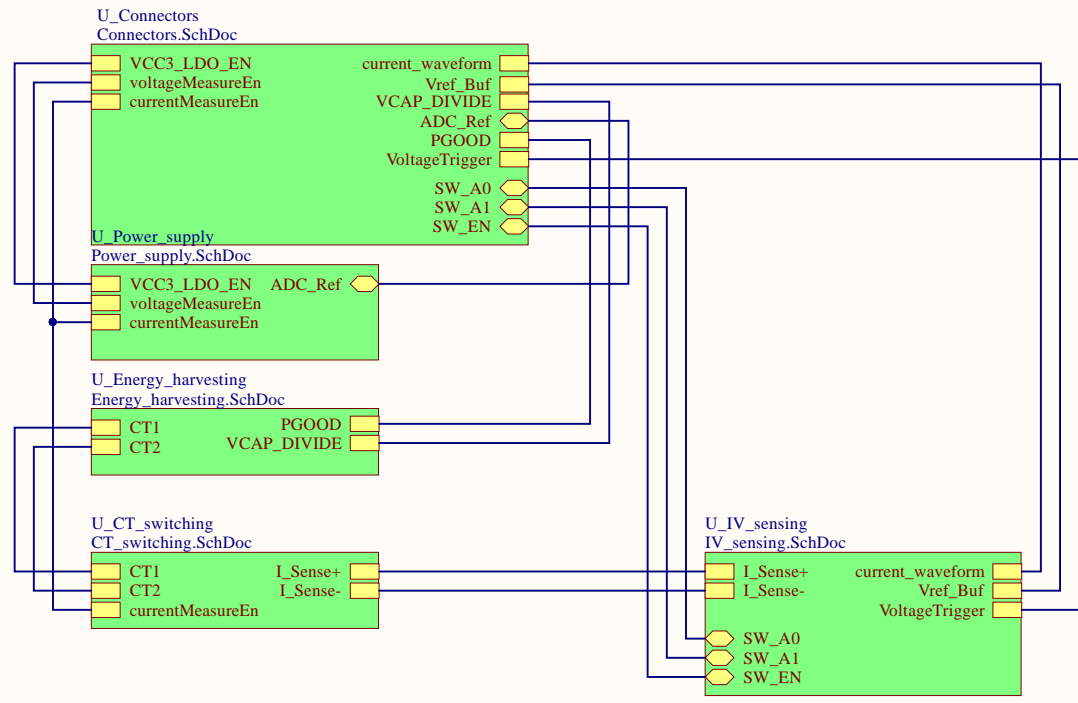 U_Connectors
Connectors.SchDoc
VCC3_LDO_EN
voltageMeasureEn
currentMeasureEn
current_waveform
Vref_Buf
VCAP_DIVIDE
ADC_Ref
PGOOD
VoltageTrigger
SW_A0
SW_A1
SW_EN
U_Power_supply
Power_supply.SchDoc
VCC3_LDO_EN ADC_Ref
voltageMeasureEn
currentMeasureEn
U_Energy_harvesting
Energy_harvesting.SchDoc
CT1 PGOOD
CT2 VCAP_DIVIDE
U_CT_switching
CT_switching.SchDoc
CT1 I_Sense+
CT2 I_Sense-
currentMeasureEn
U_IV_sensing
IV_sensing.SchDoc
I_Sense+ current_waveform
I_Sense- Vref_Buf
VoltageTrigger
SW_A0
SW_A1
SW_EN